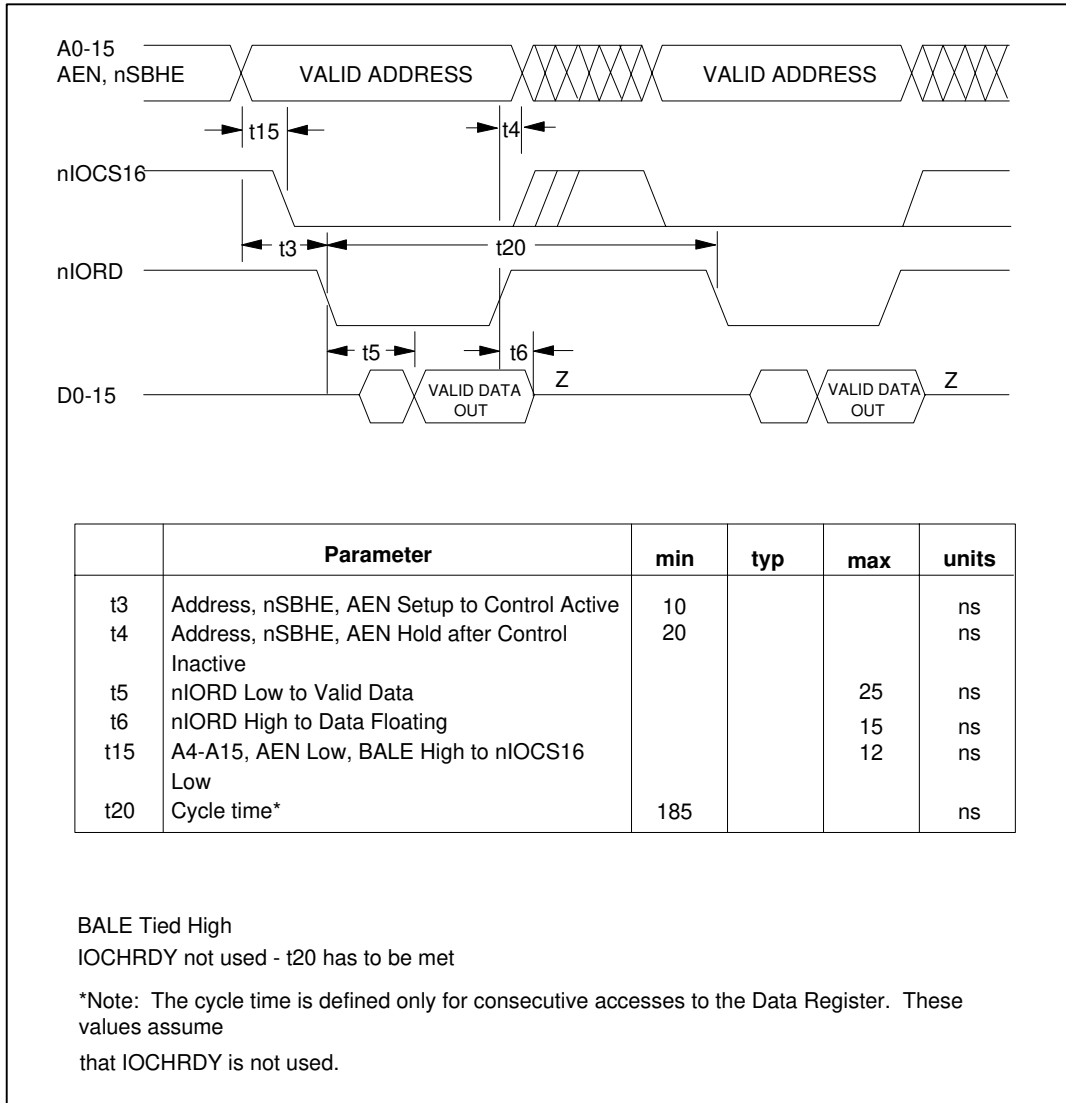 A0-15
AEN, nSBHE
VALID ADDRESS
VALID ADDRESS
t15
t4
nIOCS16
t3
t20
nIORD
t5
t6
D0-15
VALID DATA
OUT
Z
VALID DATA
OUT
Z
Parameter min typ max units
t3 Address, nSBHE, AEN Setup to Control Active 10 ns
t4 Address, nSBHE, AEN Hold after Control 20 ns
Inactive
t5 nIORD Low to Valid Data 25 ns
t6 nIORD High to Data Floating 15 ns
t15 A4-A15, AEN Low, BALE High to nIOCS16 12 ns
Low
t20 Cycle time* 185 ns
BALE Tied High
IOCHRDY not used - t20 has to be met
*Note: The cycle time is defined only for consecutive accesses to the Data Register. These
values assume
that IOCHRDY is not used.